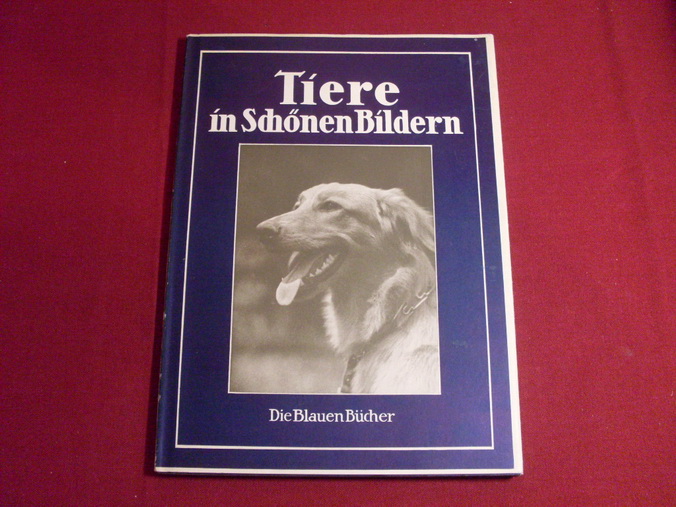 Tiere
in Schönen Bildern
Die Blauen Bücher